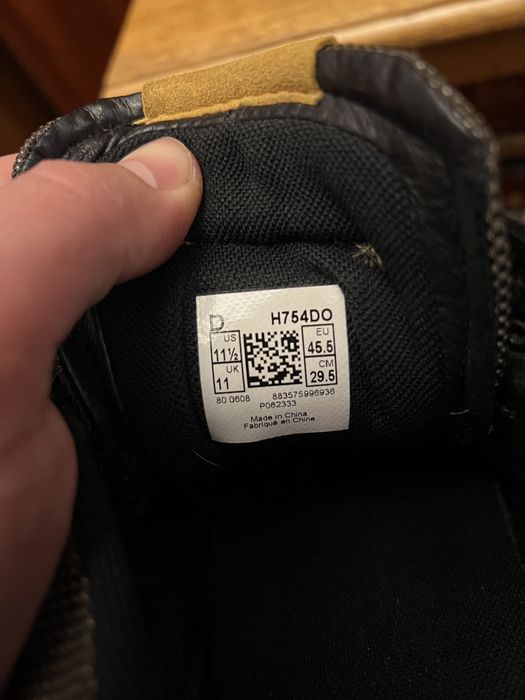 D H754DO
US EU
11½ 45.5
UK CM
11 29.5
80 0608 883575996936
P062333
Made in China
Fabriqué en Chine